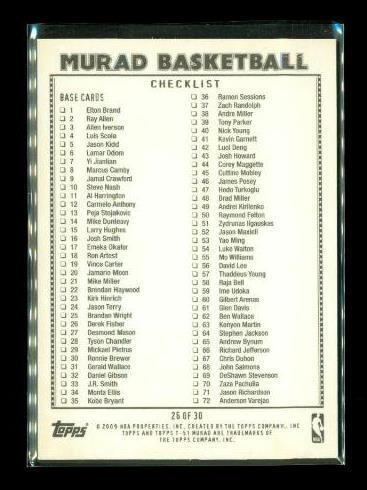 MURAD BASKETBALL
CHECKLIST
BASE CARDS
❏ 1 Elton Brand
❏ 2 Ray Allen
❏ 3 Allen Iverson
❏ 4 Luis Scola
❏ 5 Jason Kidd
❏ 6 Lamar Odom
❏ 7 Yi Jianlian
❏ 8 Marcus Camby
❏ 9 Jamal Crawford
❏ 10 Steve Nash
❏ 11 Al Harrington
❏ 12 Carmelo Anthony
❏ 13 Peja Stojakovic
❏ 14 Mike Dunleavy
❏ 15 Larry Hughes
❏ 16 Josh Smith
❏ 17 Emeka Okafor
❏ 18 Ron Artest
❏ 19 Vince Carter
❏ 20 Jamario Moon
❏ 21 Mike Miller
❏ 22 Brendan Haywood
❏ 23 Kirk Hinrich
❏ 24 Jason Terry
❏ 25 Brandan Wright
❏ 26 Derek Fisher
❏ 27 Desmond Mason
❏ 28 Tyson Chandler
❏ 29 Mickael Pietrus
❏ 30 Ronnie Brewer
❏ 31 Gerald Wallace
❏ 32 Daniel Gibson
❏ 33 J.R. Smith
❏ 34 Monta Ellis
❏ 35 Kobe Bryant
❏ 36 Ramon Sessions
❏ 37 Zach Randolph
❏ 38 Andre Miller
❏ 39 Tony Parker
❏ 40 Nick Young
❏ 41 Kevin Garnett
❏ 42 Luol Deng
❏ 43 Josh Howard
❏ 44 Corey Maggette
❏ 45 Cuttino Mobley
❏ 46 James Posey
❏ 47 Hedo Turkoglu
❏ 48 Brad Miller
❏ 49 Andrei Kirilenko
❏ 50 Raymond Felton
❏ 51 Zydrunas Ilgauskas
❏ 52 Jason Maxiell
❏ 53 Yao Ming
❏ 54 Luke Walton
❏ 55 Mo Williams
❏ 56 David Lee
❏ 57 Thaddeus Young
❏ 58 Raja Bell
❏ 59 Ime Udoka
❏ 60 Gilbert Arenas
❏ 61 Glen Davis
❏ 62 Ben Wallace
❏ 63 Kenyon Martin
❏ 64 Stephen Jackson
❏ 65 Andrew Bynum
❏ 66 Richard Jefferson
❏ 67 Chris Duhon
❏ 68 John Salmons
❏ 69 DeShawn Stevenson
❏ 70 Zaza Pachulia
❏ 71 Jason Richardson
❏ 72 Anderson Varejao
26 OF 30
Topps
© 2009 NBA PROPERTIES, INC. CREATED BY THE TOPPS COMPANY, INC
TOPPS AND TOPPS T-51 MURAD ARE TRADEMARKS OF
THE TOPPS COMPANY, INC.
NBA